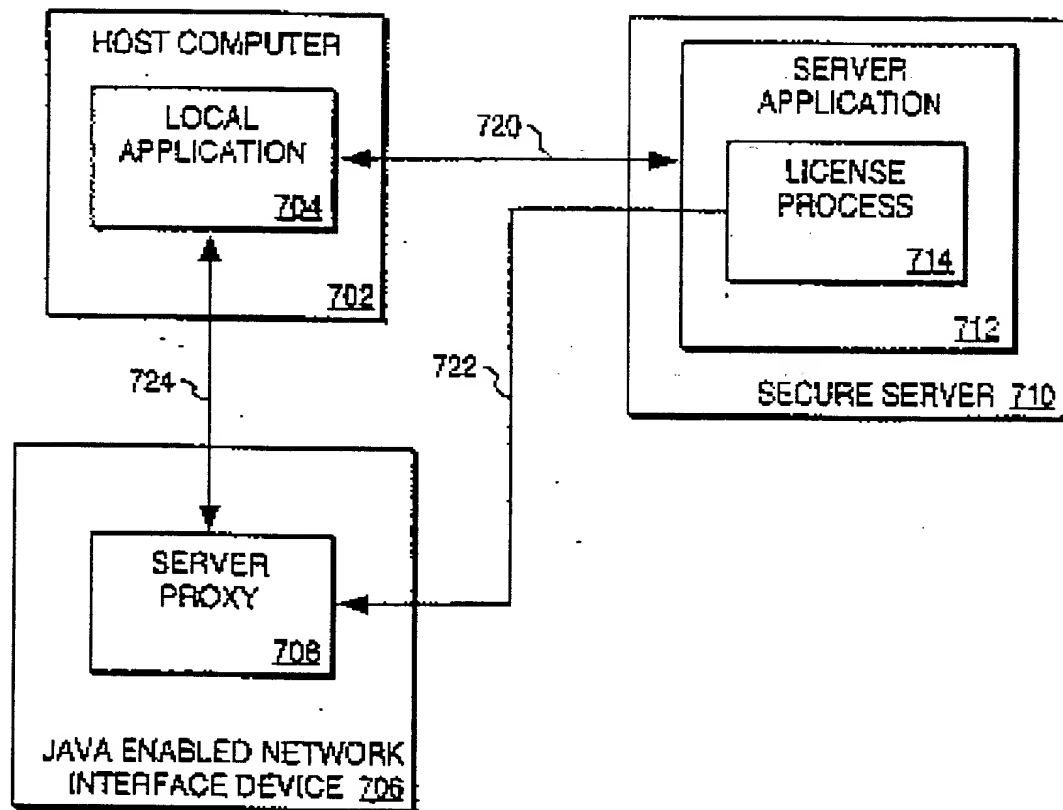 HOST COMPUTER
LOCAL
APPLICATION
704
702
720
SERVER
APPLICATION
LICENSE
PROCESS
714
712
SECURE SERVER 710
724
722
SERVER
PROXY
708
JAVA ENABLED NETWORK
INTERFACE DEVICE 706